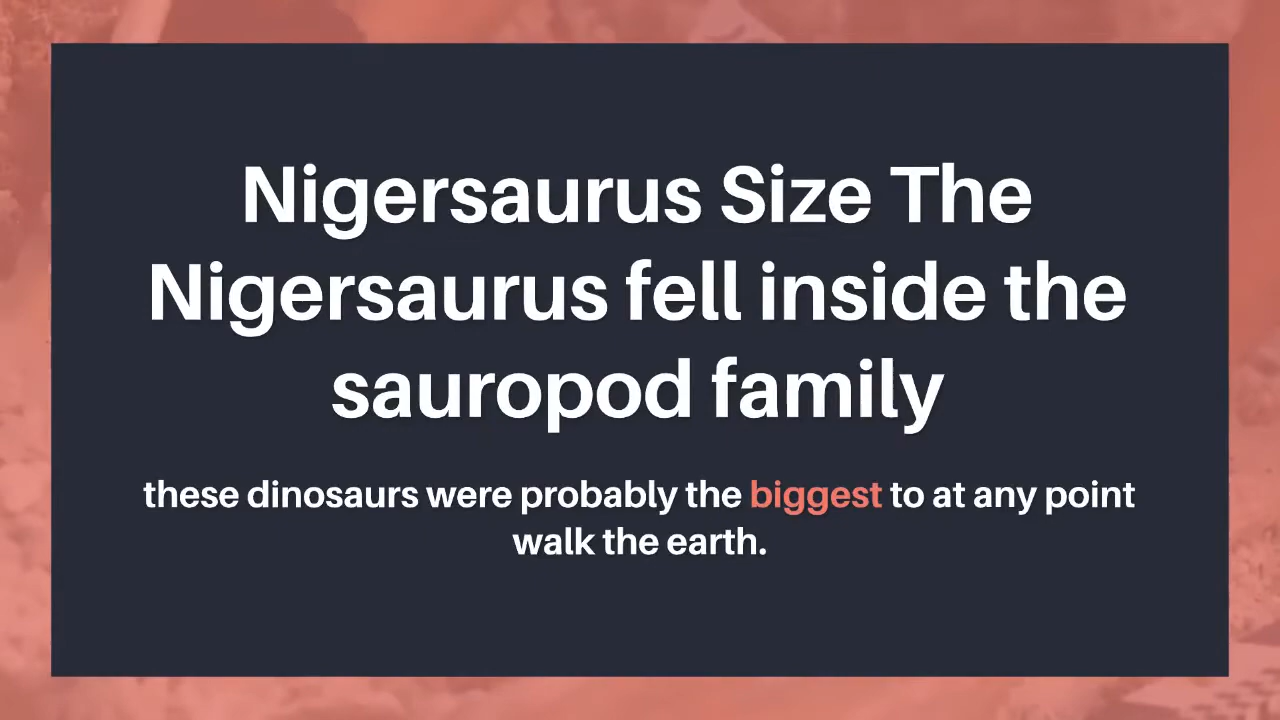 Nigersaurus Size The
Nigersaurus fell inside the
sauropod family
these dinosaurs were probably the biggest to at any point
walk the earth.